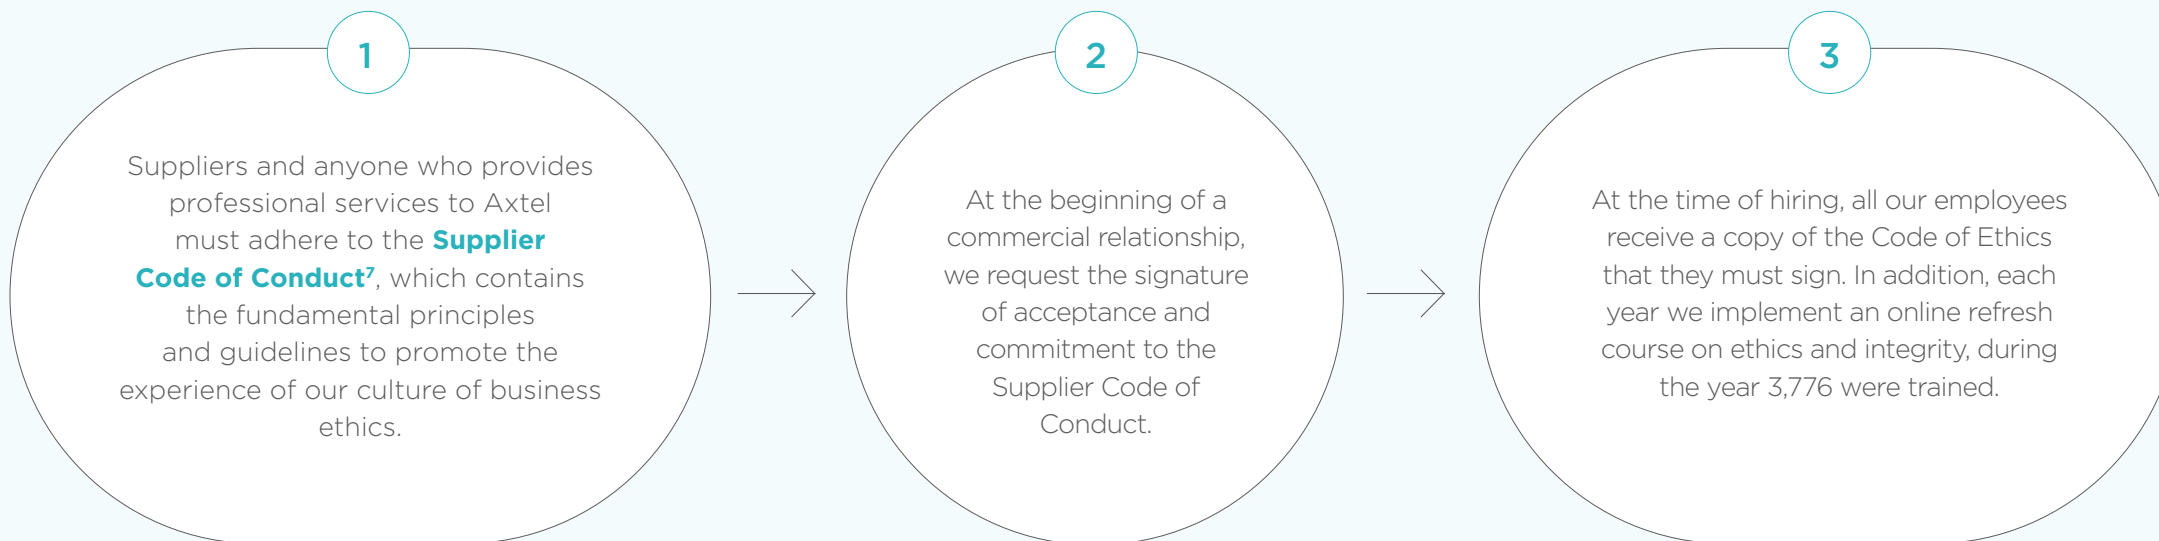 1
Suppliers and anyone who provides
professional services to Axtel
must adhere to the Supplier
Code of Conduct⁷, which contains
the fundamental principles
and guidelines to promote the
experience of our culture of business
ethics.
2
At the beginning of a
commercial relationship,
we request the signature
of acceptance and
commitment to the
Supplier Code of
Conduct.
3
At the time of hiring, all our employees
receive a copy of the Code of Ethics
that they must sign. In addition, each
year we implement an online refresh
course on ethics and integrity, during
the year 3,776 were trained.